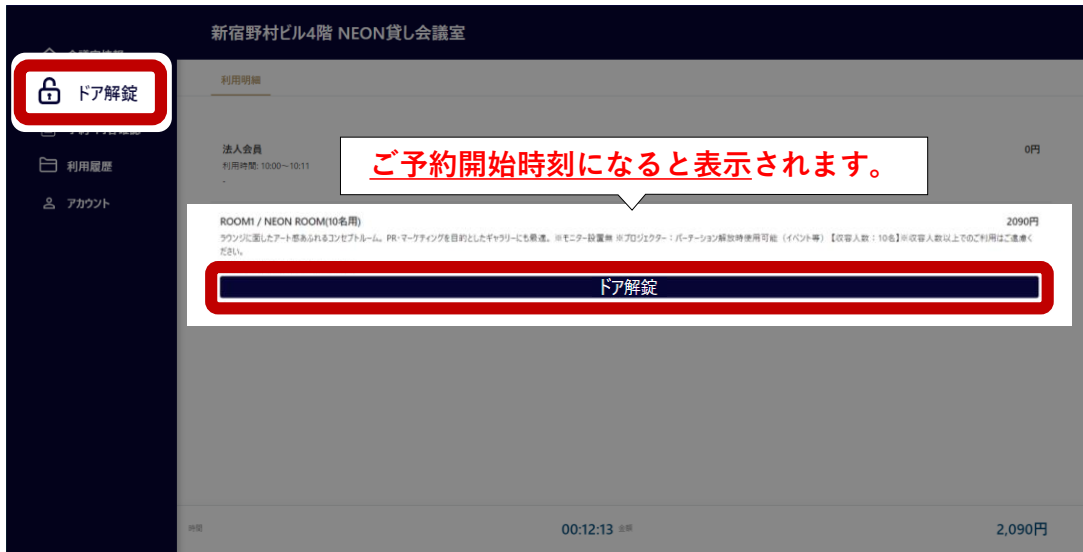 新宿野村ビル4階 NEON貸し会議室
ドア解錠
利用履歴
アカウント
利用明細
法人会員
0円
利用時間: 10:00～10:11
-
ご予約開始時刻になると表示されます。
ROOM1 / NEON ROOM(10名用)
2090円
ラウンジに面したアート感あふれるコンセプトルーム。PR・マーケティングを目的としたギャラリーにも最適。※モニター設置無 ※プロジェクター：パーテーション解放時使用可能（イベント等）【収容人数：10名】※収容人数以上でのご利用はご遠慮く
ださい。
ドア解錠
時間
00:12:13 金額
2,090円